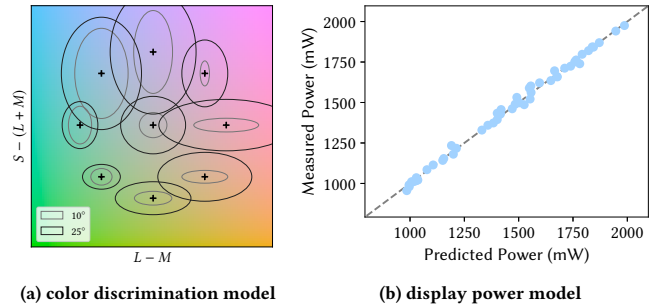 S − (L + M)
10°
25°
L − M
(a) color discrimination model
Measured Power (mW)
2000
1750
1500
1250
1000
1000 1250 1500 1750 2000
Predicted Power (mW)
(b) display power model